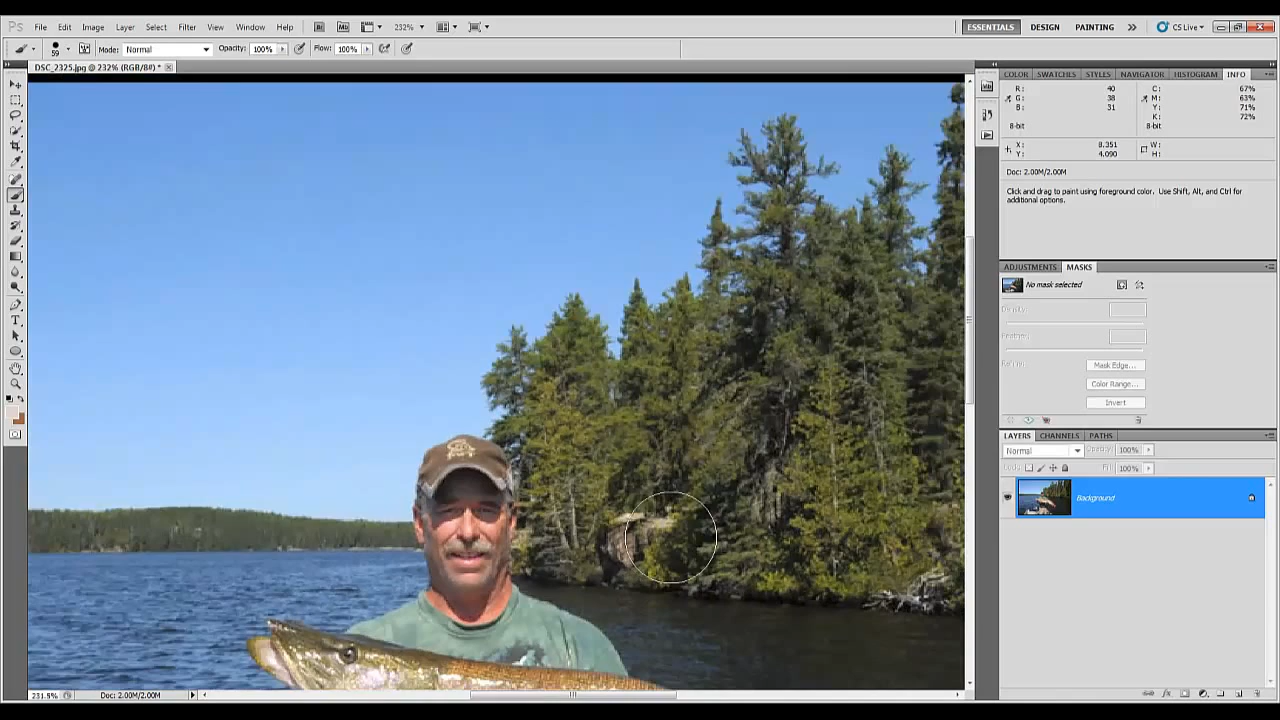 Ps File Edit Image Layer Select Filter View Window Help Br Mb 232% ESSENTIALS DESIGN PAINTING CS Live
59 Mode: Normal Opacity: 100% Flow: 100%
DSC_2325.jpg @ 232% (RGB/8#) *
COLOR SWATCHES STYLES NAVIGATOR HISTOGRAM INFO
R: 40 C: 67%
G: 38 M: 63%
B: 31 Y: 71%
K: 72%
8-bit 8-bit
X: 8.351 W:
Y: 4.090 H:
Doc: 2.00M/2.00M
Click and drag to paint using foreground color. Use Shift, Alt, and Ctrl for
additional options.
ADJUSTMENTS MASKS
No mask selected
Density:
Feather:
Refine:
Mask Edge...
Color Range...
Invert
LAYERS CHANNELS PATHS
Normal Opacity: 100%
Lock: Fill: 100%
Background
231.5% Doc: 2.00M/2.00M